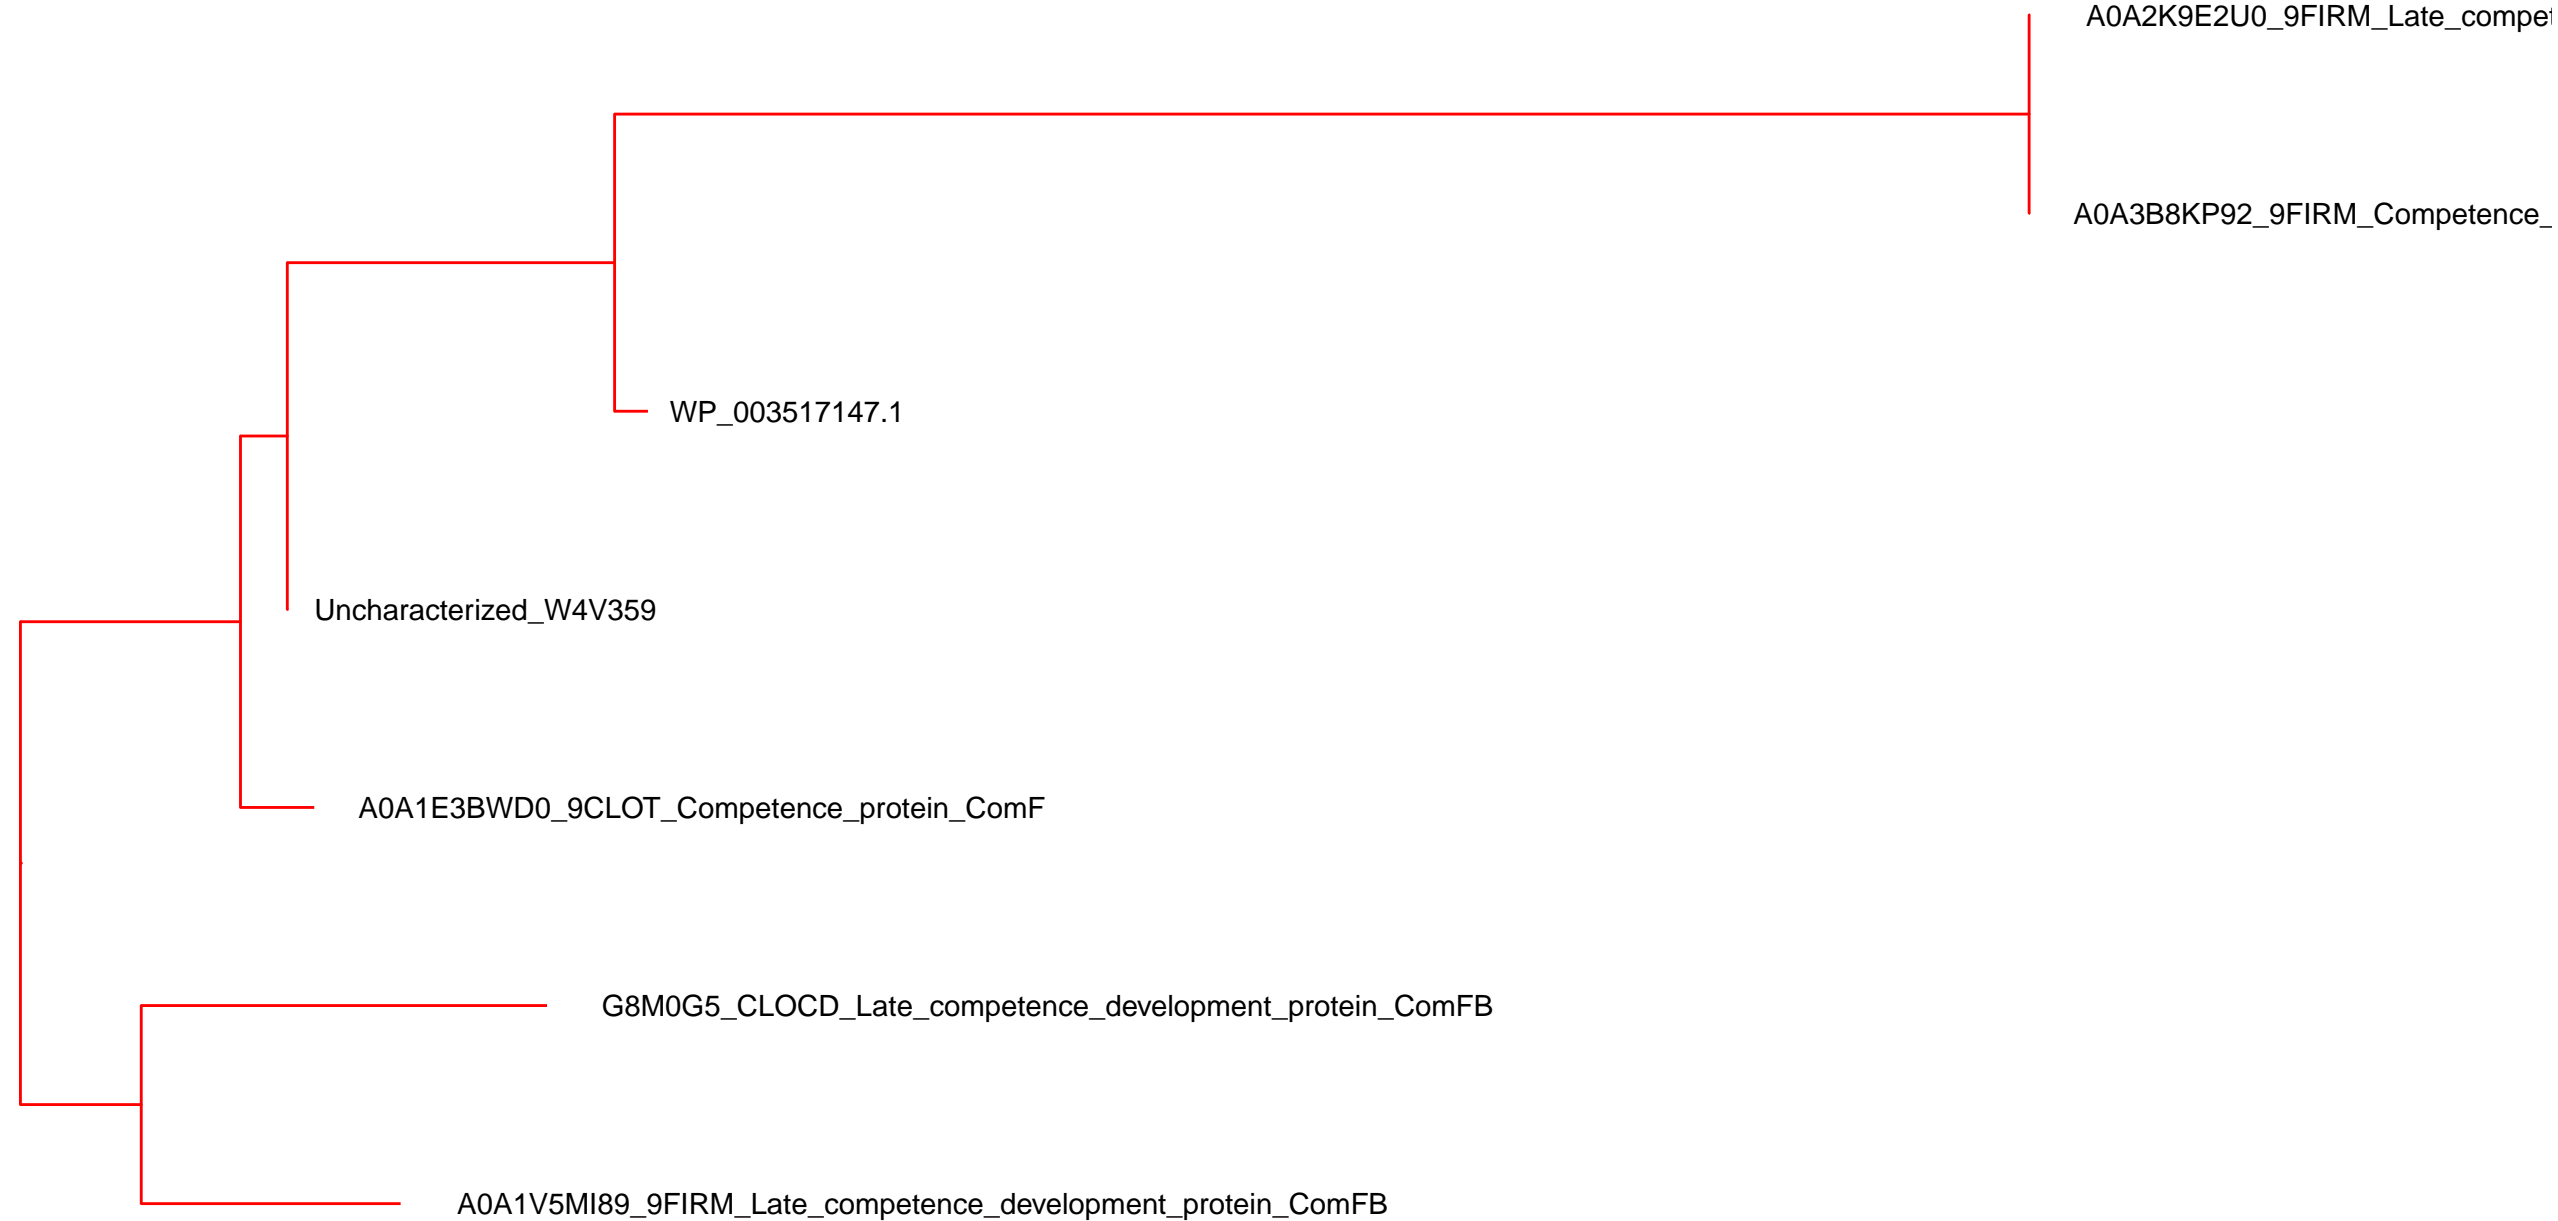 A0A2K9E2U0_9FIRM_Late_compet
A0A3B8KP92_9FIRM_Competence_
WP_003517147.1
Uncharacterized_W4V359
A0A1E3BWD0_9CLOT_Competence_protein_ComF
G8M0G5_CLOCD_Late_competence_development_protein_ComFB
A0A1V5MI89_9FIRM_Late_competence_development_protein_ComFB